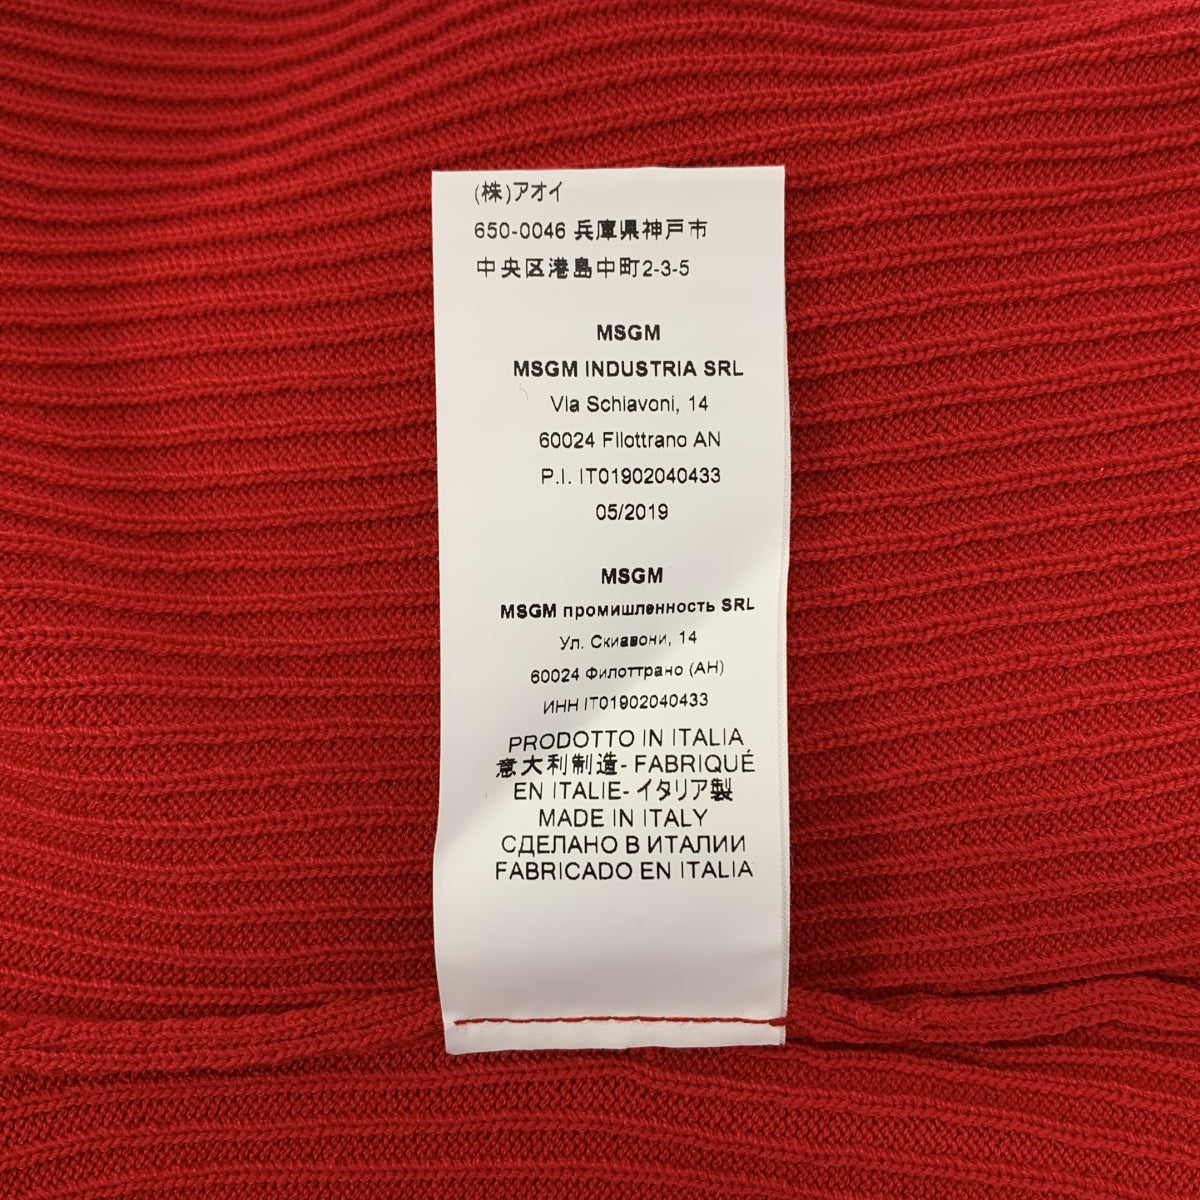 (株)アオイ
650-0046 兵庫県神戸市
中央区港島中町2-3-5
MSGM
MSGM INDUSTRIA SRL
Via Schiavoni, 14
60024 Filottrano AN
P.I. IT01902040433
05/2019
MSGM
MSGM промишленность SRL
Ул. Скиавони, 14
60024 Филоттрано (АН)
ИНН IT01902040433
PRODOTTO IN ITALIA
意大利制造- FABRIQUÉ
EN ITALIE- イタリア製
MADE IN ITALY
СДЕЛАНО В ИТАЛИИ
FABRICADO EN ITALIA